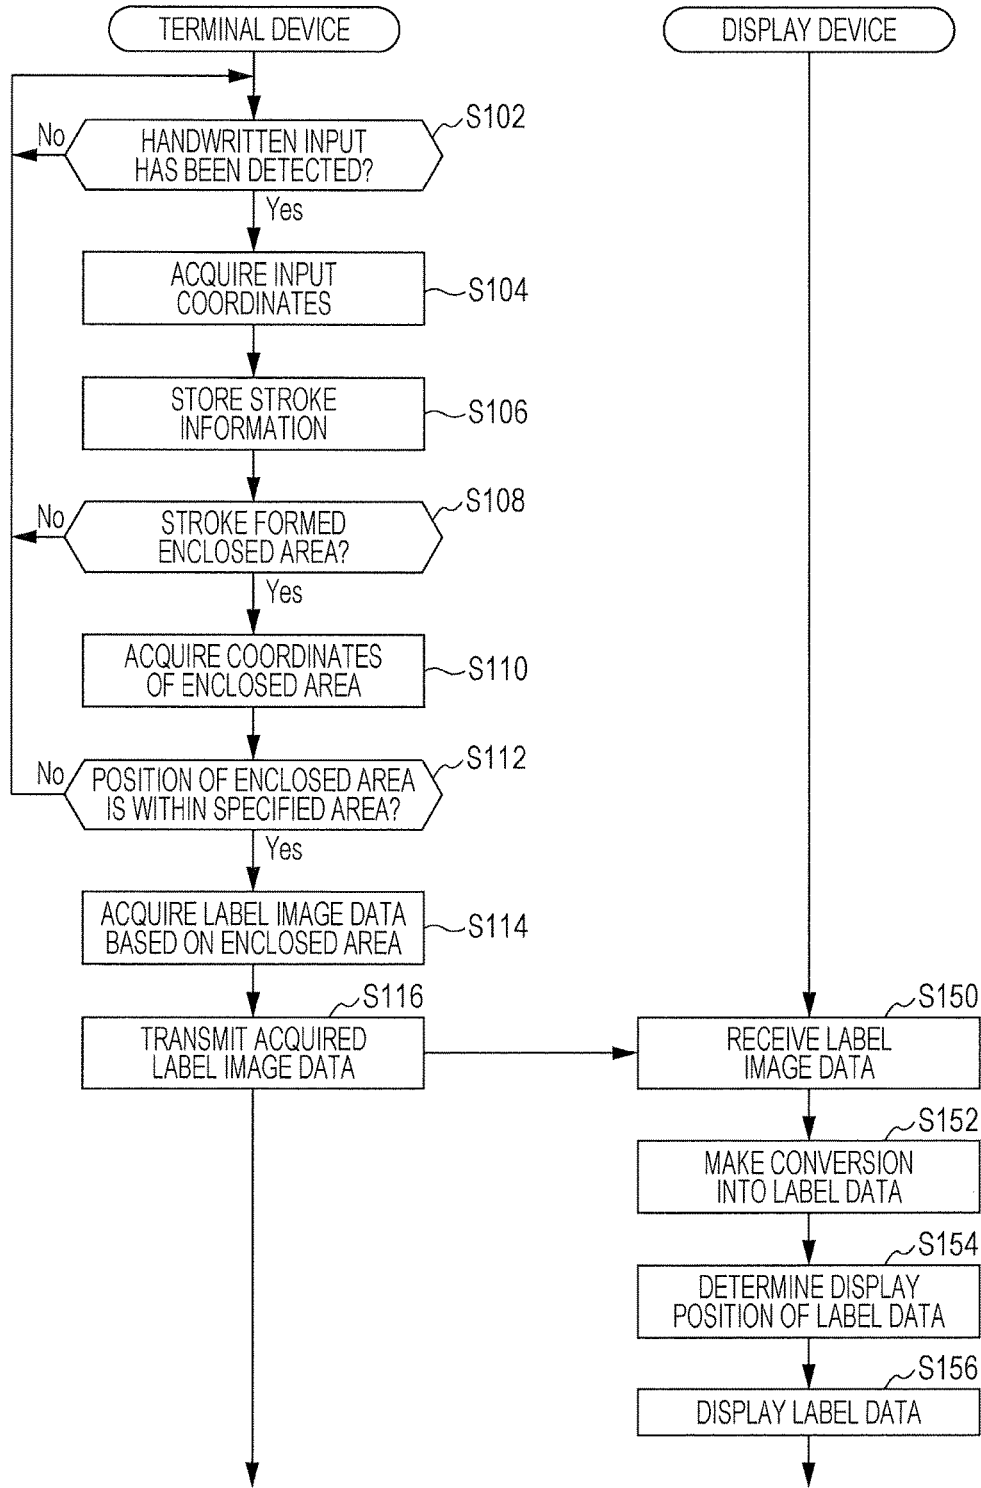 TERMINAL DEVICE
DISPLAY DEVICE
S102
No
HANDWRITTEN INPUT
HAS BEEN DETECTED?
Yes
ACQUIRE INPUT
COORDINATES
S104
STORE STROKE
INFORMATION
S106
S108
No
STROKE FORMED
ENCLOSED AREA?
Yes
ACQUIRE COORDINATES
OF ENCLOSED AREA
S110
S112
No
POSITION OF ENCLOSED AREA
IS WITHIN SPECIFIED AREA?
Yes
ACQUIRE LABEL IMAGE DATA
BASED ON ENCLOSED AREA
S114
S116
TRANSMIT ACQUIRED
LABEL IMAGE DATA
S150
RECEIVE LABEL
IMAGE DATA
S152
MAKE CONVERSION
INTO LABEL DATA
S154
DETERMINE DISPLAY
POSITION OF LABEL DATA
S156
DISPLAY LABEL DATA